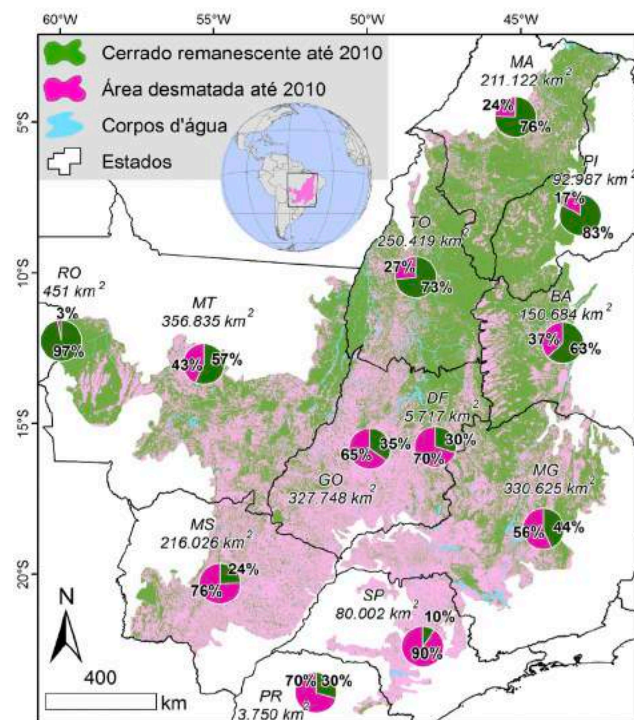 60°W 55°W 50°W 45°W
Cerrado remanescente até 2010
Área desmatada até 2010
Corpos d'água
Estados
MA
211.122 km²
24%
76%
5°S
PI
92.987 km²
17%
83%
TO
250.419 km²
27%
73%
10°S
RO
451 km²
3%
97%
MT
356.835 km²
43%
57%
BA
150.684 km²
37%
63%
15°S
DF
5.717 km²
30%
70%
65%
35%
GO
327.748 km²
MG
330.625 km²
56%
44%
MS
216.026 km²
24%
76%
20°S
SP
80.002 km²
10%
90%
N
400
km
70%
30%
PR
3.750 km²